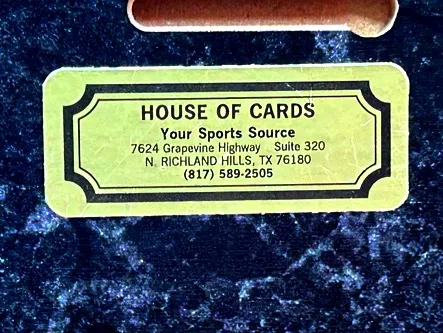 HOUSE OF CARDS
Your Sports Source
7624 Grapevine Highway Suite 320
N. RICHLAND HILLS, TX 76180
(817) 589-2505